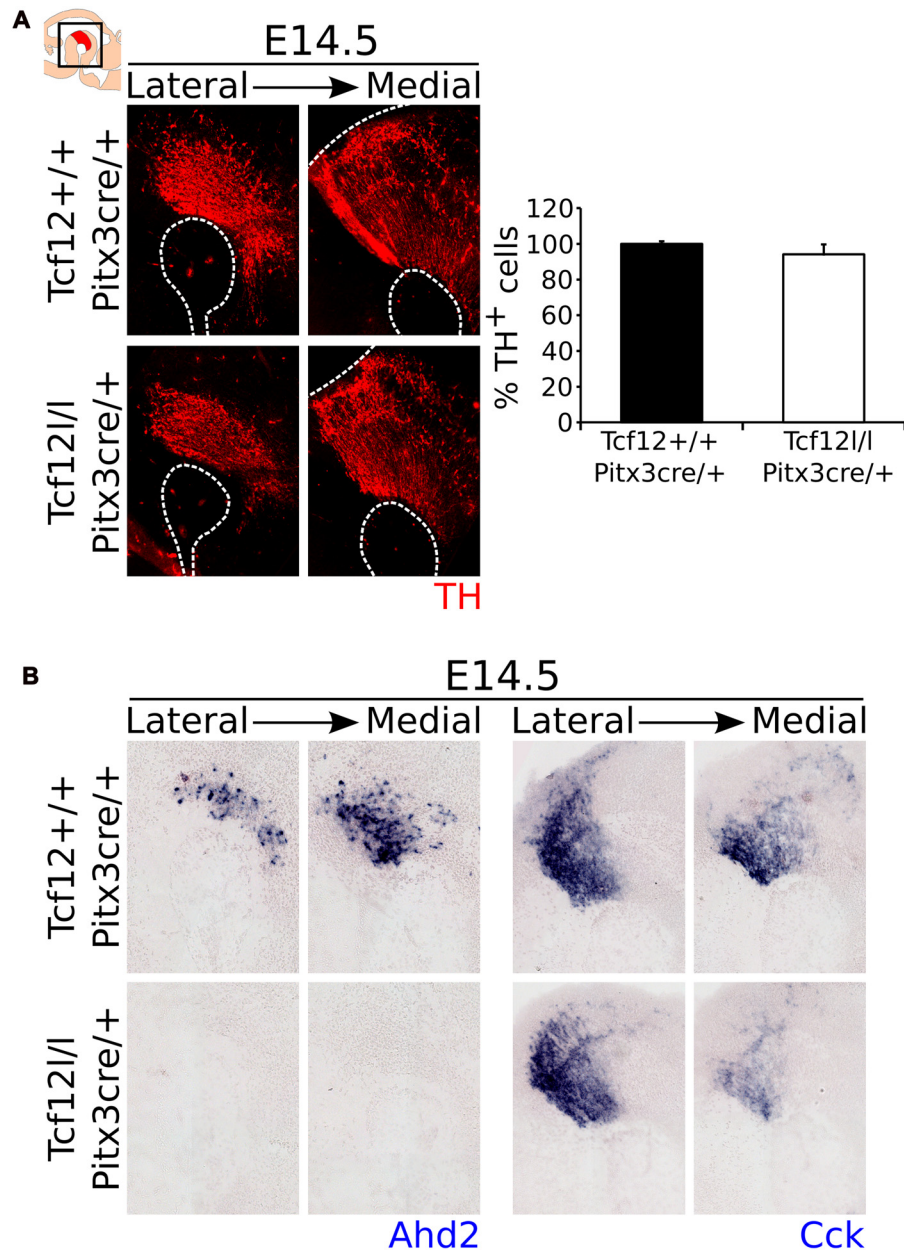 A
E14.5
Lateral Medial
Tcf12+/+
Pitx3cre/+
Tcf12l/l
Pitx3cre/+
TH
% TH+ cells
120
100
80
60
40
20
0
Tcf12+/+
Pitx3cre/+
Tcf12l/l
Pitx3cre/+
B
E14.5
Lateral Medial
Lateral Medial
Tcf12+/+
Pitx3cre/+
Tcf12l/l
Pitx3cre/+
Ahd2
Cck